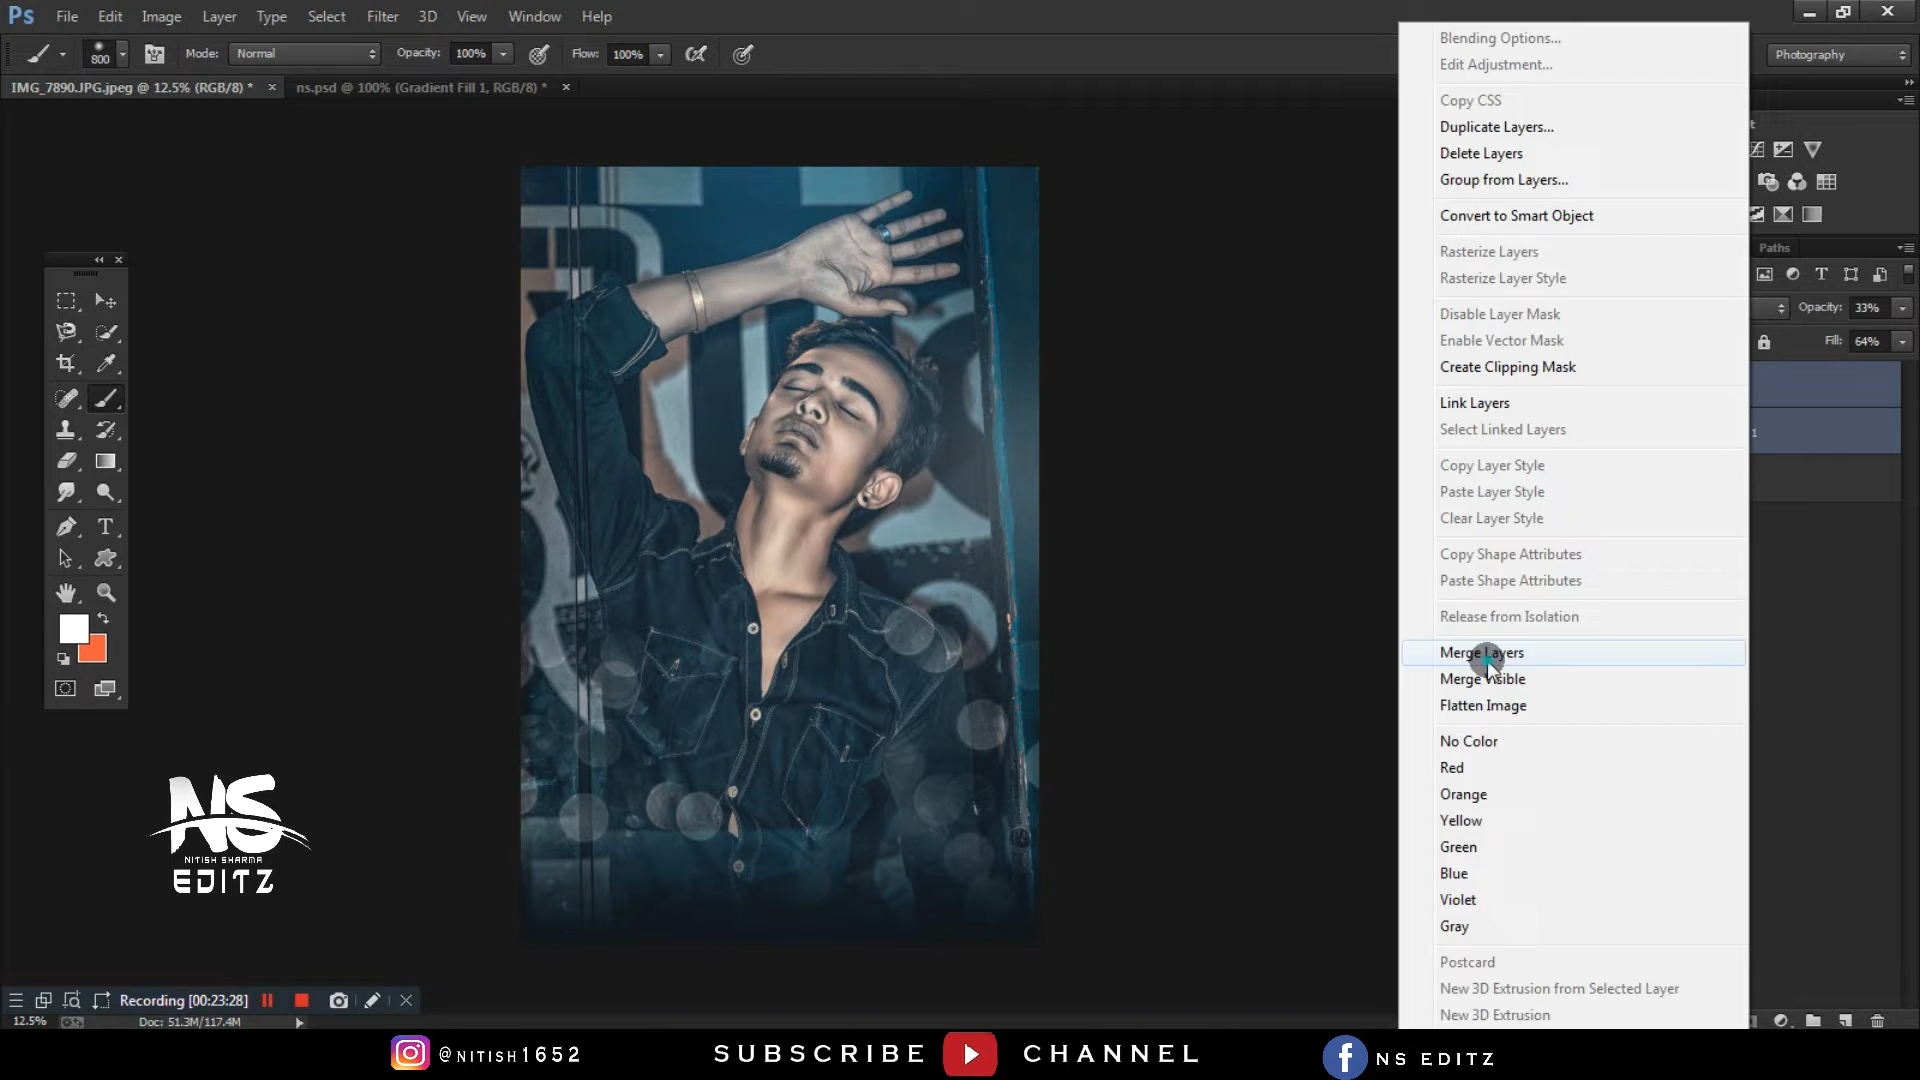 Ps File Edit Image Layer Type Select Filter 3D View Window Help
800 Mode: Normal Opacity: 100% Flow: 100% Photography
IMG_7890.JPG.jpeg @ 12.5% (RGB/8) * × ns.psd @ 100% (Gradient Fill 1, RGB/8) * ×
Blending Options...
Edit Adjustment...
Copy CSS
Duplicate Layers...
Delete Layers
Group from Layers...
Convert to Smart Object
Rasterize Layers
Rasterize Layer Style
Disable Layer Mask
Enable Vector Mask
Create Clipping Mask
Link Layers
Select Linked Layers
Copy Layer Style
Paste Layer Style
Clear Layer Style
Copy Shape Attributes
Paste Shape Attributes
Release from Isolation
Merge Layers
Merge Visible
Flatten Image
No Color
Red
Orange
Yellow
Green
Blue
Violet
Gray
Postcard
New 3D Extrusion from Selected Layer
New 3D Extrusion
t
Paths
Opacity: 33%
Fill: 64%
1
NS
NITISH SHARMA
EDITZ
Recording [00:23:28]
12.5% Doc: 51.3M/117.4M
@NITISH1652 SUBSCRIBE CHANNEL NS EDITZ